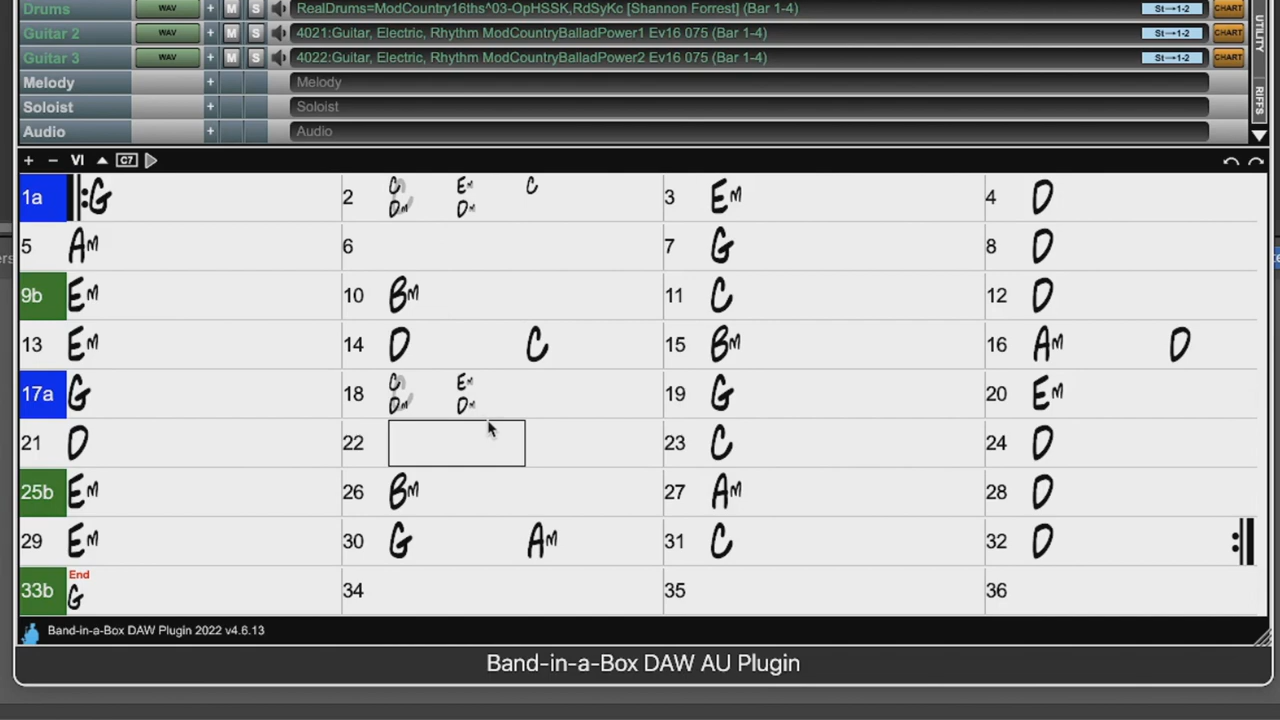 Drums WAV + M S RealDrums=ModCountry16ths^03-OpHSSK,RdSyKc [Shannon Forrest] (Bar 1-4) St→1-2 CHART
Guitar 2 WAV + M S 4021:Guitar, Electric, Rhythm ModCountryBalladPower1 Ev16 075 (Bar 1-4) St→1-2 CHART
Guitar 3 WAV + M S 4022:Guitar, Electric, Rhythm ModCountryBalladPower2 Ev16 075 (Bar 1-4) St→1-2 CHART
UTILITY
Melody + Melody
Soloist + Soloist
RIFFS
Audio + Audio
+ − VI C7
1a :G 2 C Em C 3 Em 4 D
Dm Dm
5 Am 6 7 G 8 D
9b Em 10 Bm 11 C 12 D
13 Em 14 D C 15 Bm 16 Am D
17a G 18 C Em 19 G 20 Em
Dm Dm
21 D 22 23 C 24 D
25b Em 26 Bm 27 Am 28 D
29 Em 30 G Am 31 C 32 D :
End
33b G 34 35 36
Band-in-a-Box DAW Plugin 2022 v4.6.13
Band-in-a-Box DAW AU Plugin